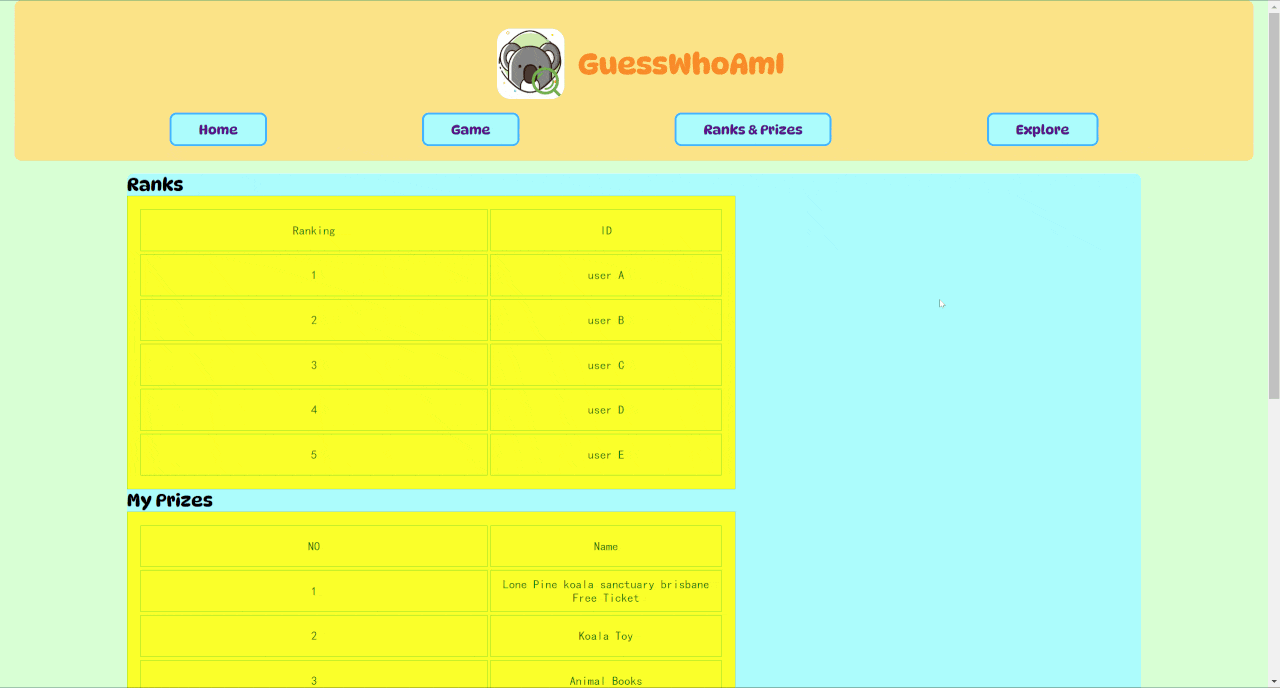 GuessWhoAmI
Home Game Ranks & Prizes Explore
Ranks
Ranking ID
1 user A
2 user B
3 user C
4 user D
5 user E
My Prizes
NO Name
1 Lone Pine koala sanctuary brisbane
Free Ticket
2 Koala Toy
3 Animal Books